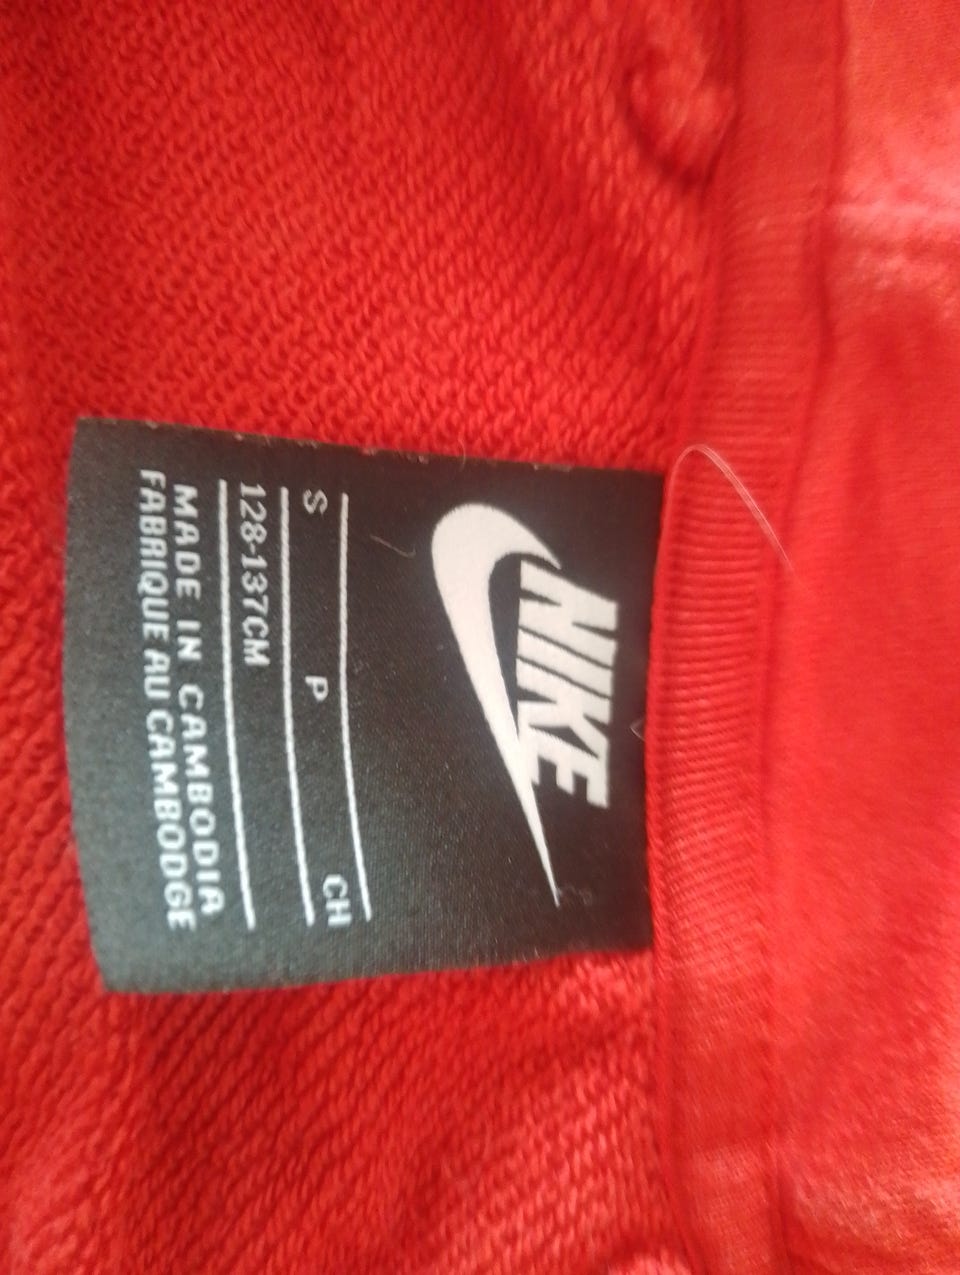 NIKE
S P CH
128-137CM
MADE IN CAMBODIA
FABRIQUE AU CAMBODGE